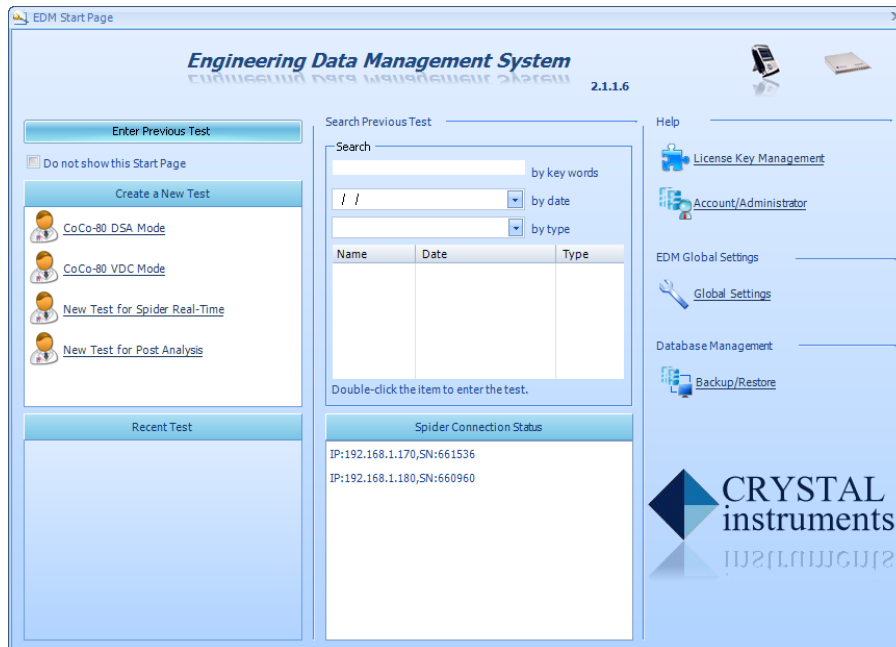 EDM Start Page
Engineering Data Management System
2.1.1.6
Enter Previous Test
Do not show this Start Page
Create a New Test
CoCo-80 DSA Mode
CoCo-80 VDC Mode
New Test for Spider Real-Time
New Test for Post Analysis
Recent Test
Search Previous Test
Search
by key words
/ / by date
by type
Name Date Type
Double-click the item to enter the test.
Spider Connection Status
IP:192.168.1.170,SN:661536
IP:192.168.1.180,SN:660960
Help
License Key Management
Account/Administrator
EDM Global Settings
Global Settings
Database Management
Backup/Restore
CRYSTAL
instruments